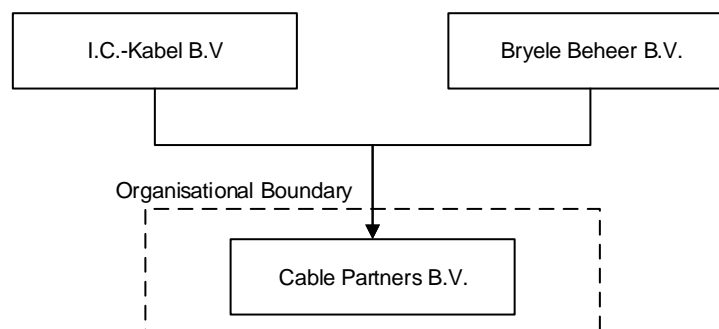 I.C.-Kabel B.V
Bryele Beheer B.V.
Organisational Boundary
Cable Partners B.V.